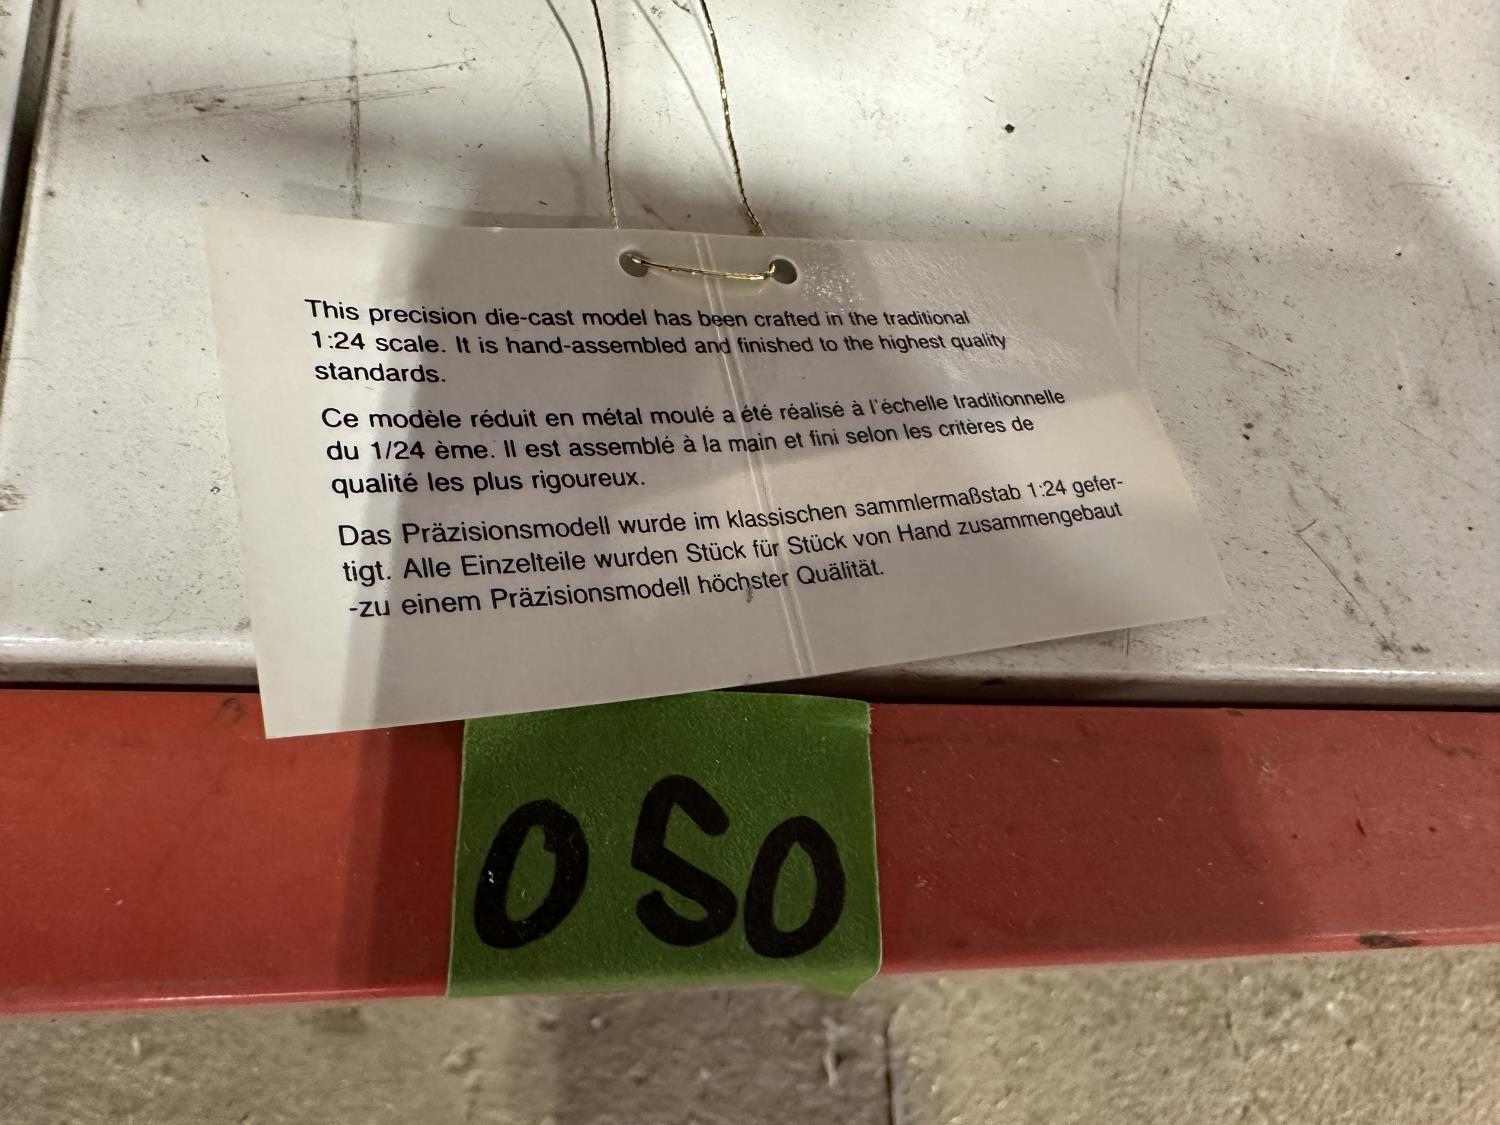 This precision die-cast model has been crafted in the traditional
1:24 scale. It is hand-assembled and finished to the highest quality
standards.
Ce modèle réduit en métal moulé a été réalisé à l'échelle traditionnelle
du 1/24 ème. Il est assemblé à la main et fini selon les critères de
qualité les plus rigoureux.
Das Präzisionsmodell wurde im klassischen sammlermaßstab 1:24 gefer-
tigt. Alle Einzelteile wurden Stück für Stück von Hand zusammengebaut
-zu einem Präzisionsmodell höchster Quälität.
050